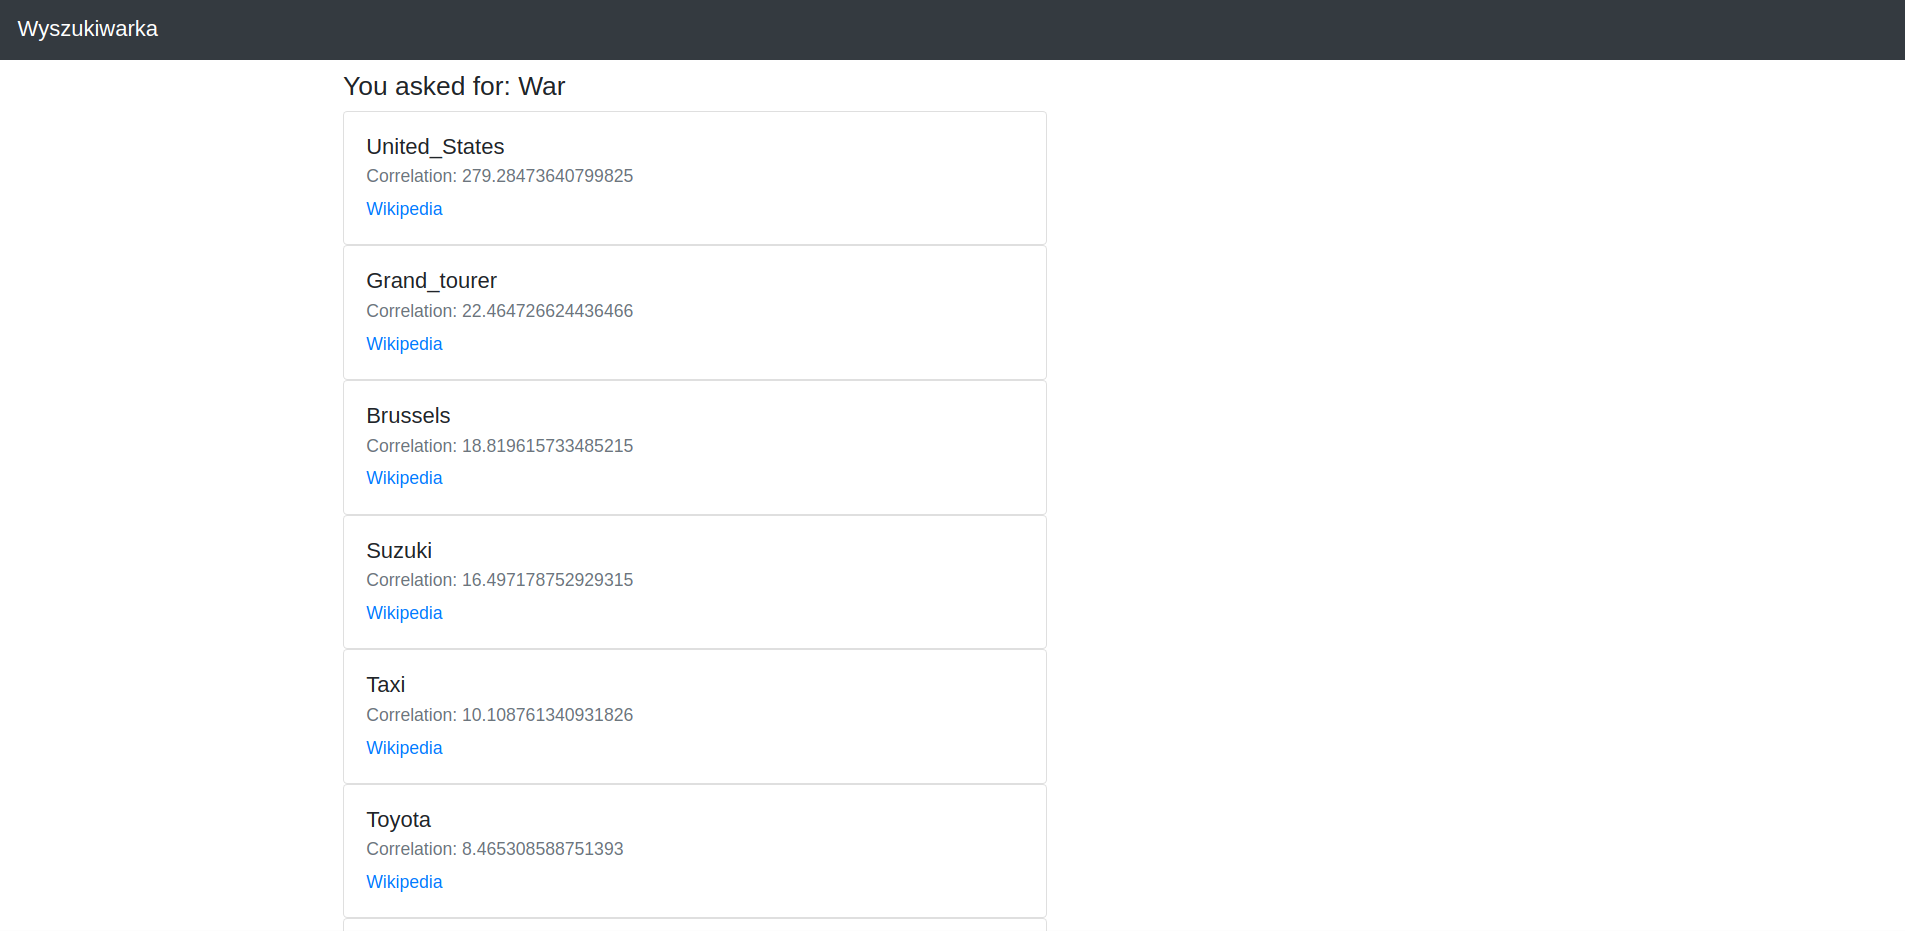 Wyszukiwarka
You asked for: War
United_States
Correlation: 279.28473640799825
Wikipedia
Grand_tourer
Correlation: 22.464726624436466
Wikipedia
Brussels
Correlation: 18.819615733485215
Wikipedia
Suzuki
Correlation: 16.497178752929315
Wikipedia
Taxi
Correlation: 10.108761340931826
Wikipedia
Toyota
Correlation: 8.465308588751393
Wikipedia